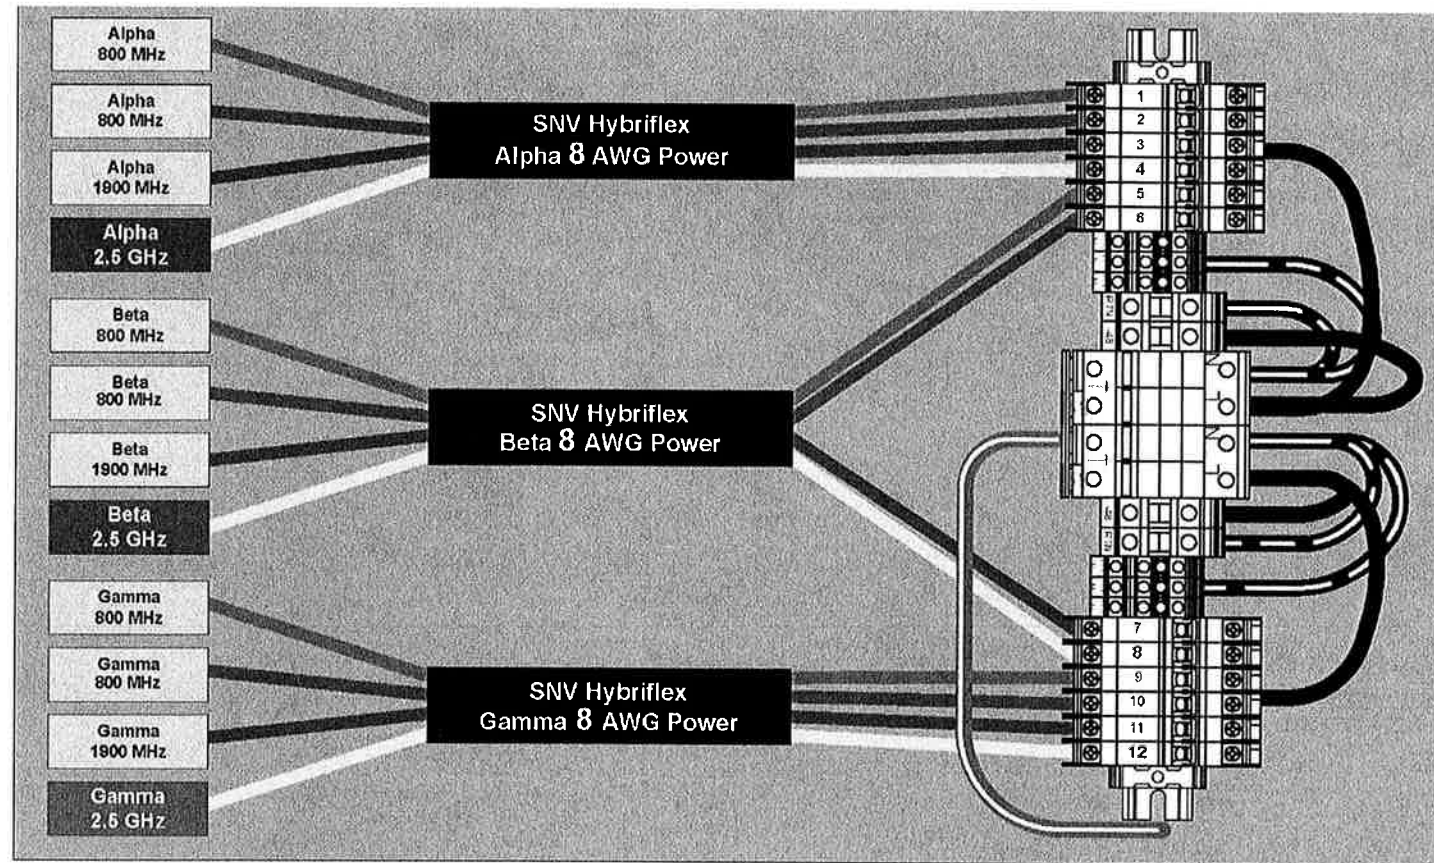 Alpha
800 MHz
Alpha
800 MHz
Alpha
1900 MHz
Alpha
2.5 GHz
SNV Hybriflex
Alpha 8 AWG Power
Beta
800 MHz
Beta
800 MHz
Beta
1900 MHz
Beta
2.5 GHz
SNV Hybriflex
Beta 8 AWG Power
Gamma
800 MHz
Gamma
800 MHz
Gamma
1900 MHz
Gamma
2.5 GHz
SNV Hybriflex
Gamma 8 AWG Power
1
2
3
4
5
6
7
8
9
10
11
12